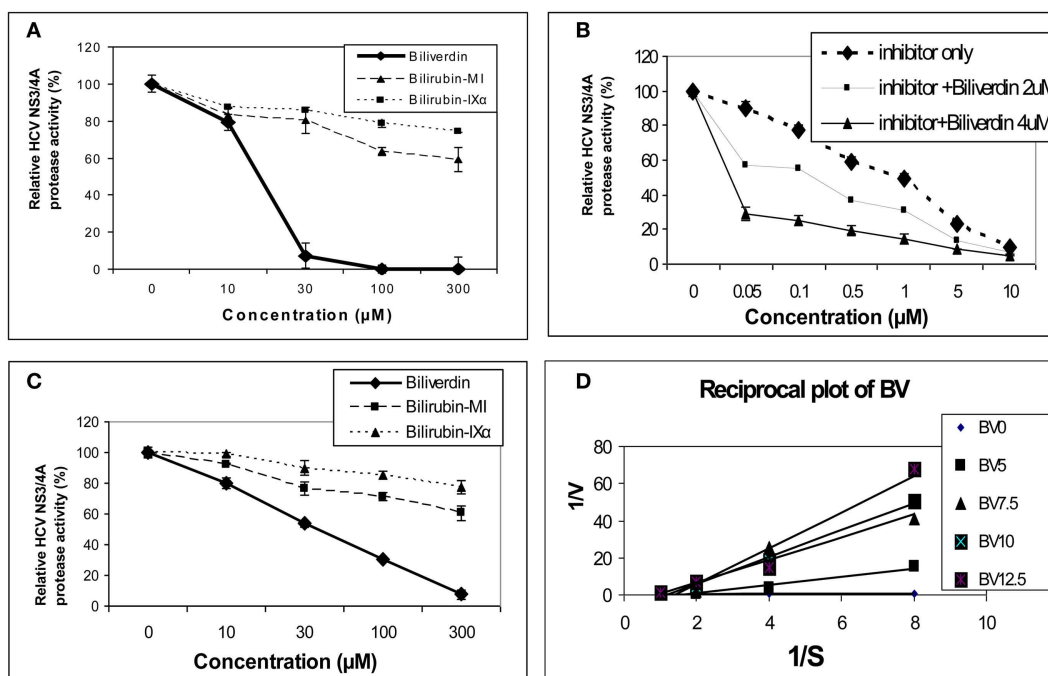 A
Biliverdin
Bilirubin-MI
Bilirubin-IXα
Relative HCV NS3/4A
protease activity (%)
120
100
80
60
40
20
0
0 10 30 100 300
Concentration (µM)
B
inhibitor only
inhibitor +Biliverdin 2uM
inhibitor+Biliverdin 4uM
Relative HCV NS3/4A
protease activity (%)
120
100
80
60
40
20
0
0 0.05 0.1 0.5 1 5 10
Concentration (µM)
C
Biliverdin
Bilirubin-MI
Bilirubin-IXα
Relative HCV NS3/4A
protease activity (%)
120
100
80
60
40
20
0
0 10 30 100 300
Concentration (µM)
D
Reciprocal plot of BV
BV0
BV5
BV7.5
BV10
BV12.5
1/V
80
60
40
20
0
0 2 4 6 8 10
1/S